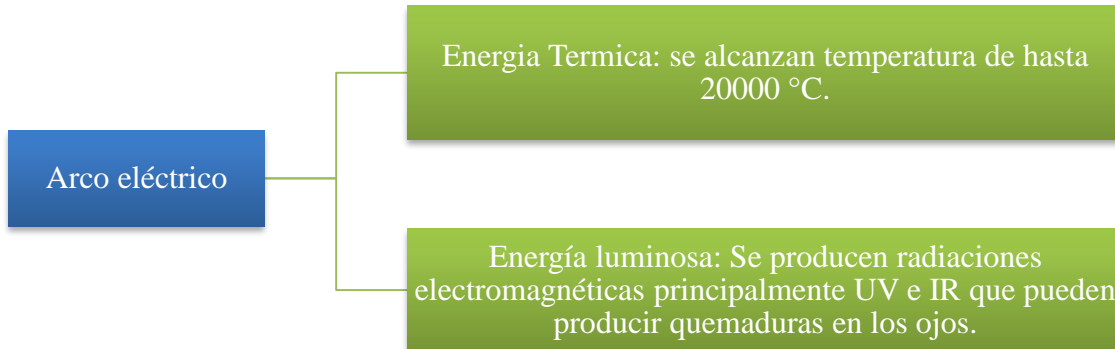 Energia Termica: se alcanzan temperatura de hasta
20000 °C.
Arco eléctrico
Energía luminosa: Se producen radiaciones
electromagnéticas principalmente UV e IR que pueden
producir quemaduras en los ojos.